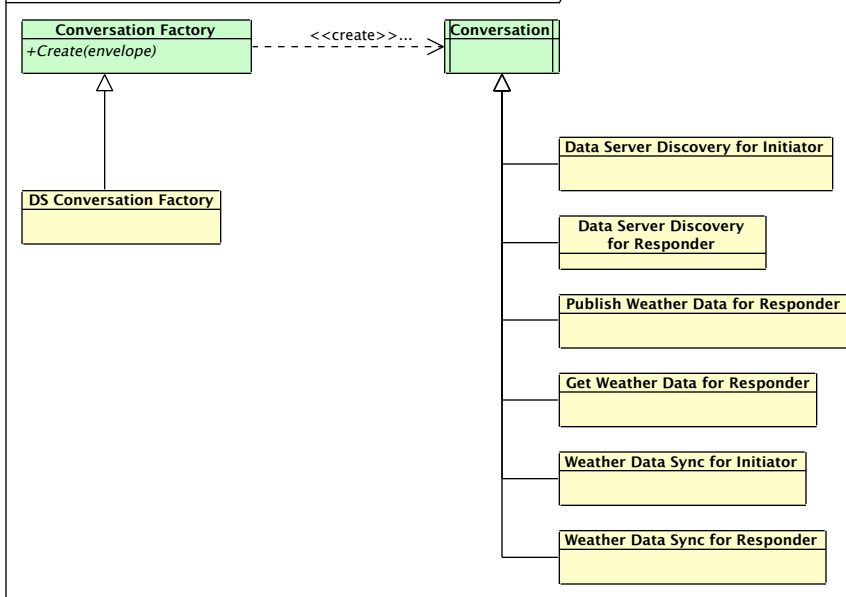 Conversation Factory
+Create(envelope)
<<create>>...
Conversation
DS Conversation Factory
Data Server Discovery for Initiator
Data Server Discovery
for Responder
Publish Weather Data for Responder
Get Weather Data for Responder
Weather Data Sync for Initiator
Weather Data Sync for Responder